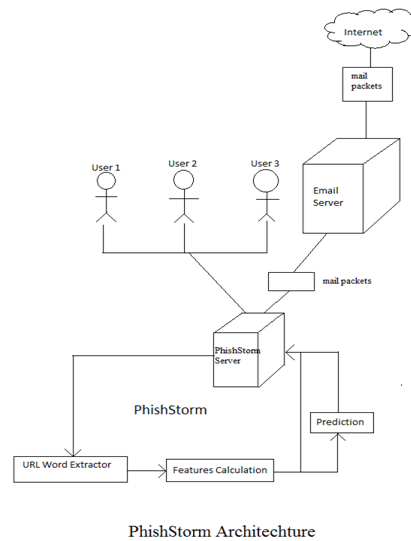 Internet
mail
packets
User 1
User 2
User 3
Email
Server
mail packets
PhishStorm
Server
PhishStorm
Prediction
URL Word Extractor
Features Calculation
PhishStorm Architechture